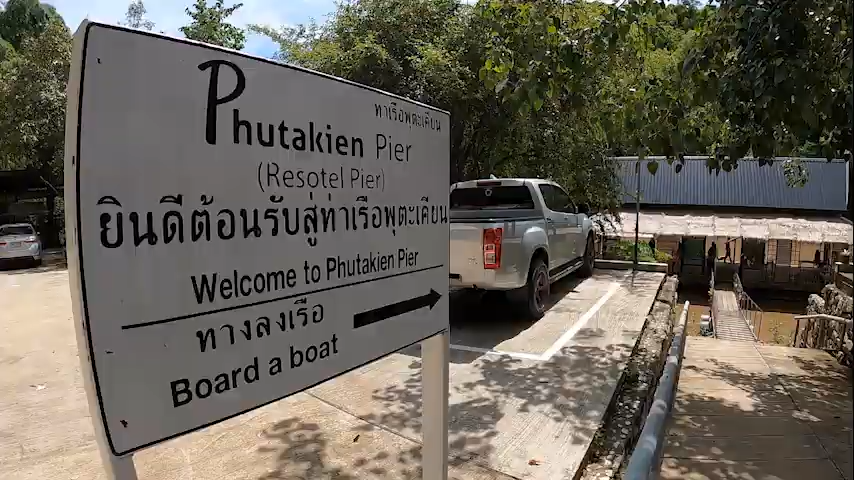 ท่าเรือพุตะเคียน
Phutakien Pier
(Resotel Pier)
ยินดีต้อนรับสู่ท่าเรือพุตะเคียน
Welcome to Phutakien Pier
ทางลงเรือ
Board a boat